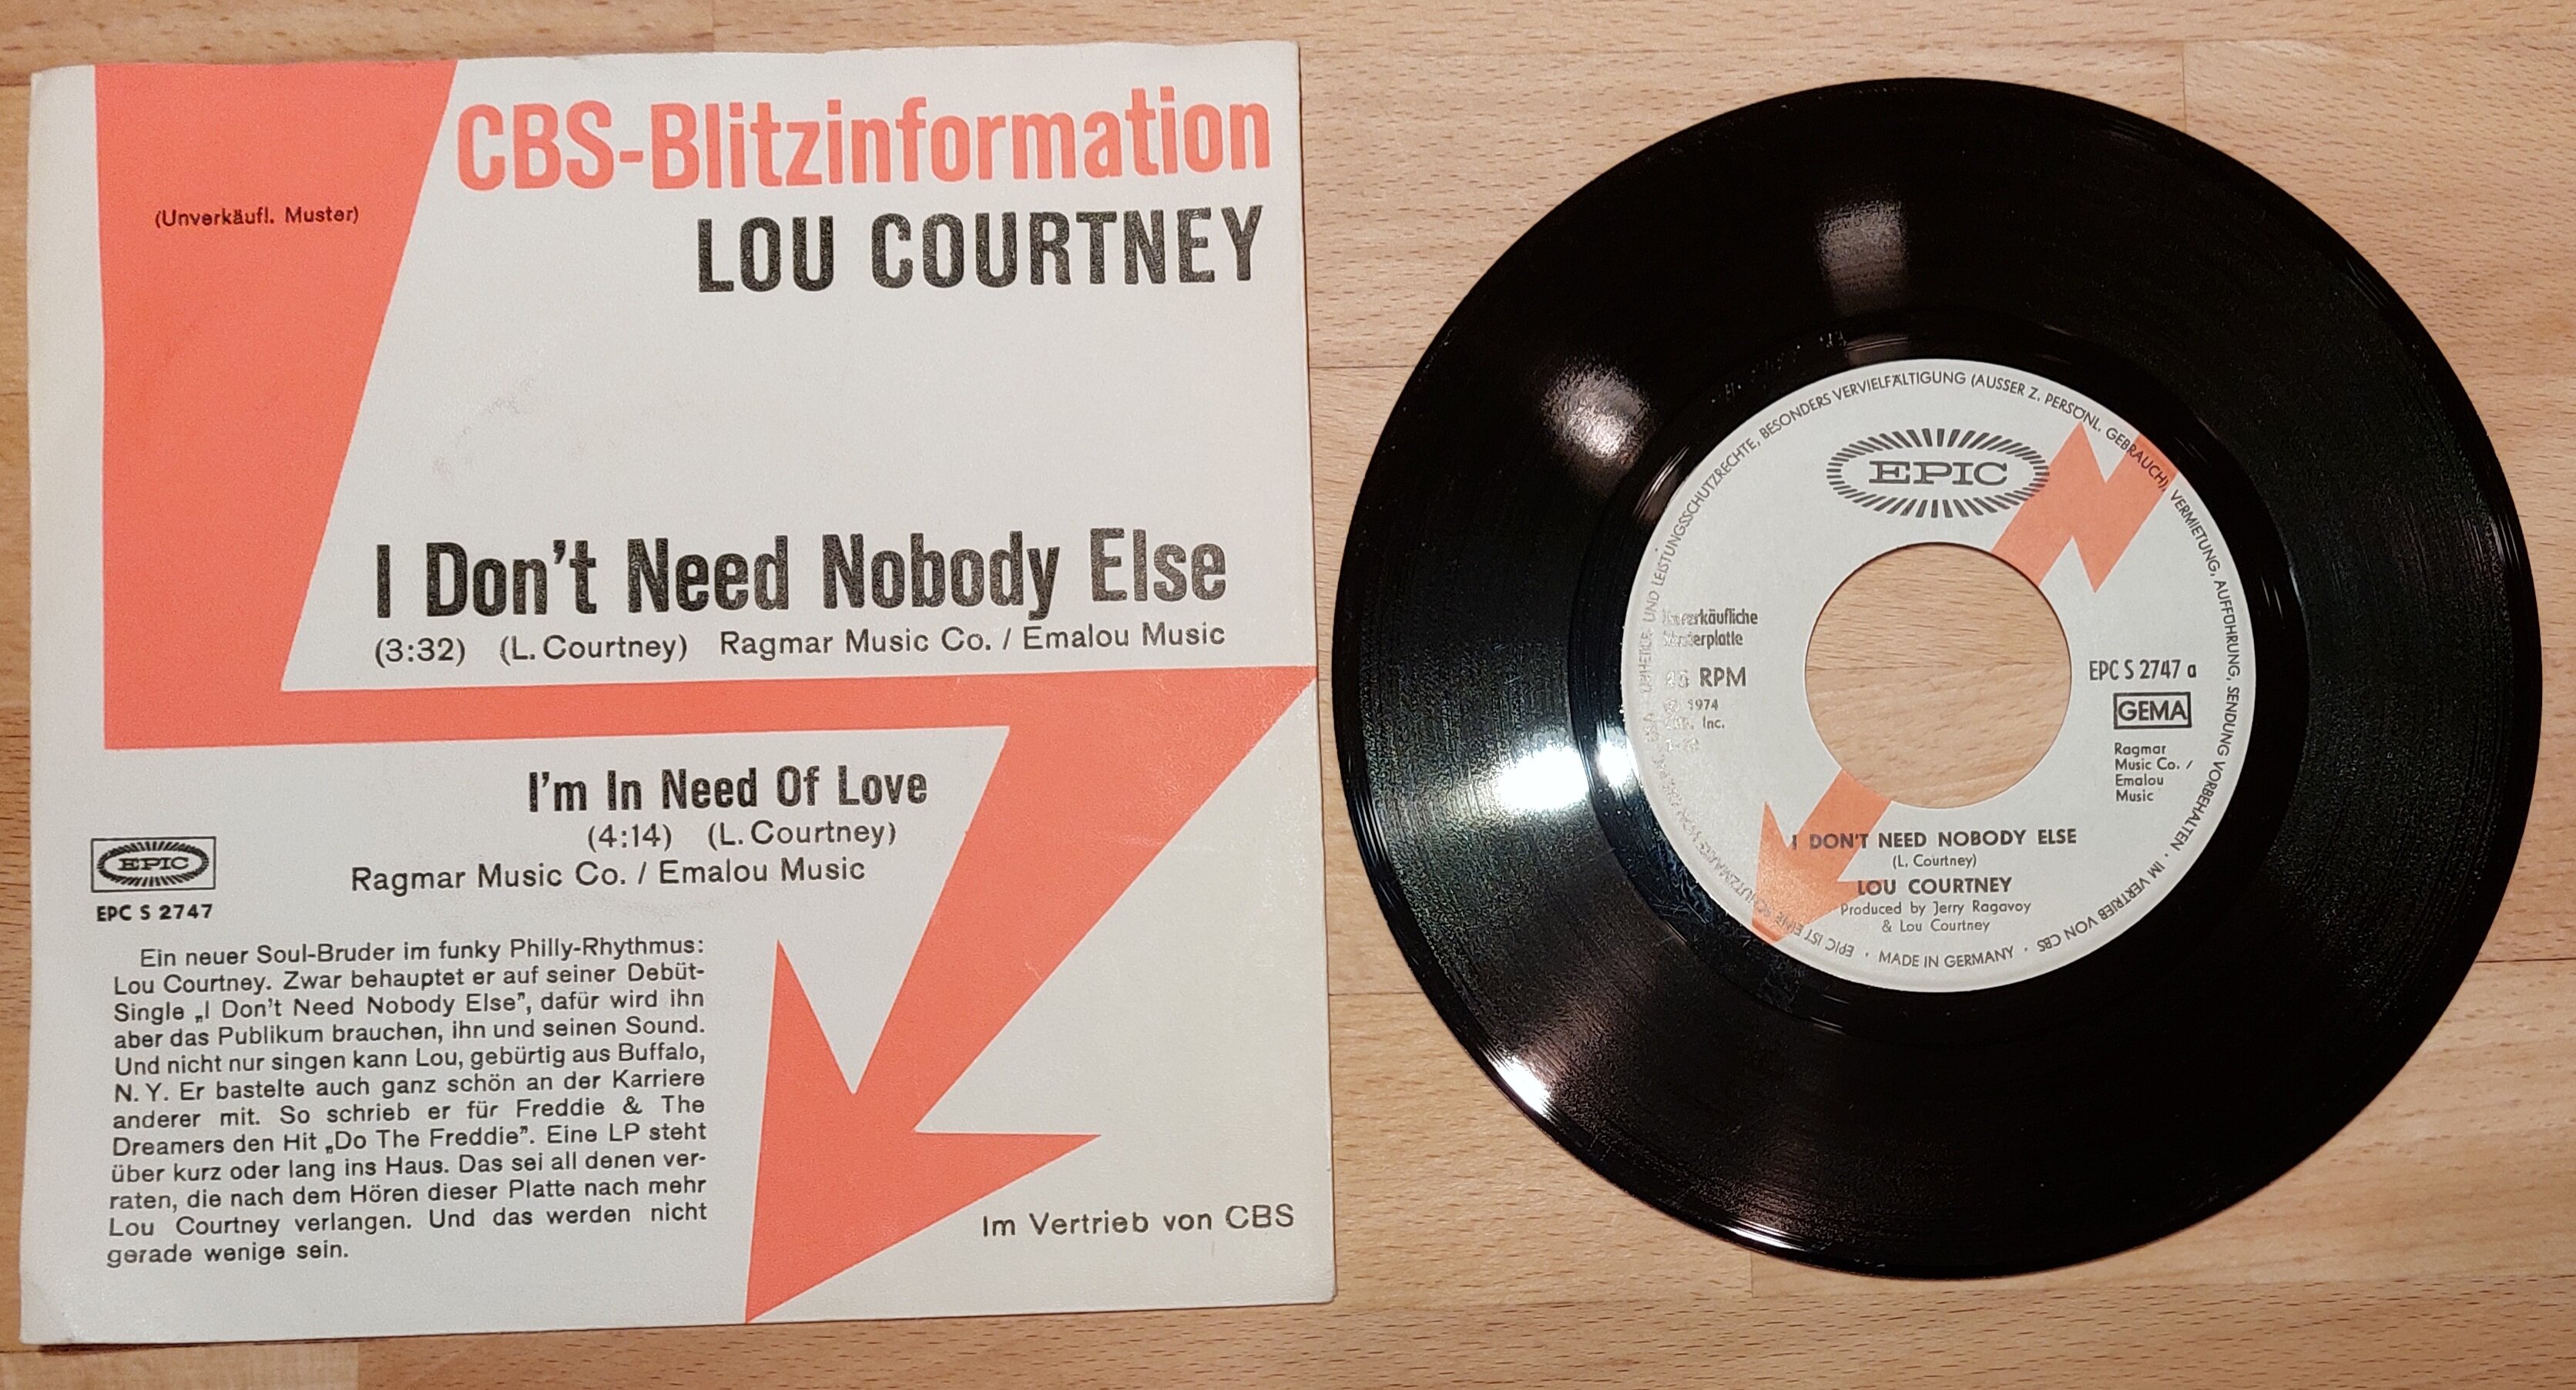 CBS-Blitzinformation
(Unverkäufl. Muster)
LOU COURTNEY
I Don't Need Nobody Else
(3:32) (L. Courtney) Ragmar Music Co. / Emalou Music
I'm In Need Of Love
(4:14) (L. Courtney)
Ragmar Music Co. / Emalou Music
EPIC
EPC S 2747
Ein neuer Soul-Bruder im funky Philly-Rhythmus:
Lou Courtney. Zwar behauptet er auf seiner Debüt-
Single „I Don't Need Nobody Else”, dafür wird ihn
aber das Publikum brauchen, ihn und seinen Sound.
Und nicht nur singen kann Lou, gebürtig aus Buffalo,
N. Y. Er bastelte auch ganz schön an der Karriere
anderer mit. So schrieb er für Freddie & The
Dreamers den Hit „Do The Freddie”. Eine LP steht
über kurz oder lang ins Haus. Das sei all denen ver-
raten, die nach dem Hören dieser Platte nach mehr
Lou Courtney verlangen. Und das werden nicht
gerade wenige sein.
Im Vertrieb von CBS
UND LEISTUNGSSCHUTZRECHTE, BESONDERS VERVIELFÄLTIGUNG (AUSSER Z. PERSÖNL. GEBRAUCH), VERMIETUNG, AUFFÜHRUNG, SENDUNG VORBEHALTEN · IM VERTRIEB VON CBS · MADE IN GERMANY · EPIC IST EINE
EPIC
Unverkäufliche
Musterplatte
45 RPM
1974
Inc.
EPC S 2747 a
GEMA
Ragmar
Music Co. /
Emalou
Music
I DON'T NEED NOBODY ELSE
(L. Courtney)
LOU COURTNEY
Produced by Jerry Ragavoy
& Lou Courtney